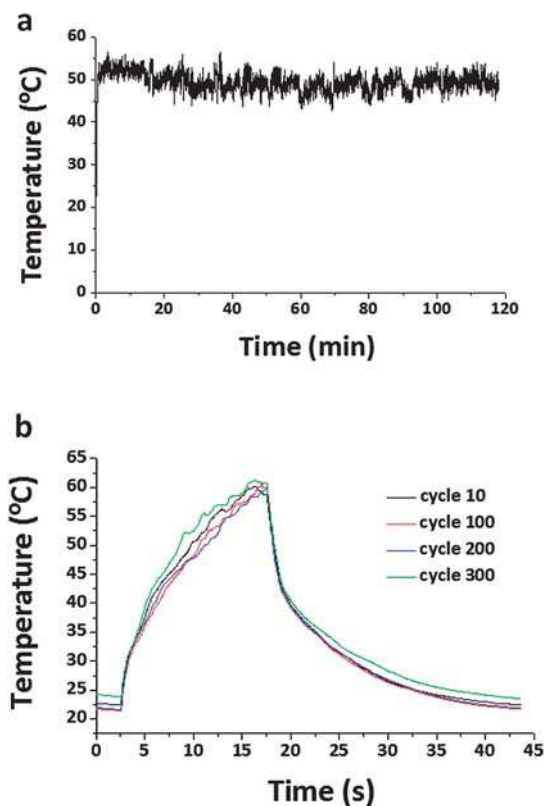 a
Temperature (ºC)
60
50
40
30
20
10
0
0 20 40 60 80 100 120
Time (min)
b
Temperature (ºC)
65
60
55
50
45
40
35
30
25
20
cycle 10
cycle 100
cycle 200
cycle 300
0 5 10 15 20 25 30 35 40 45
Time (s)